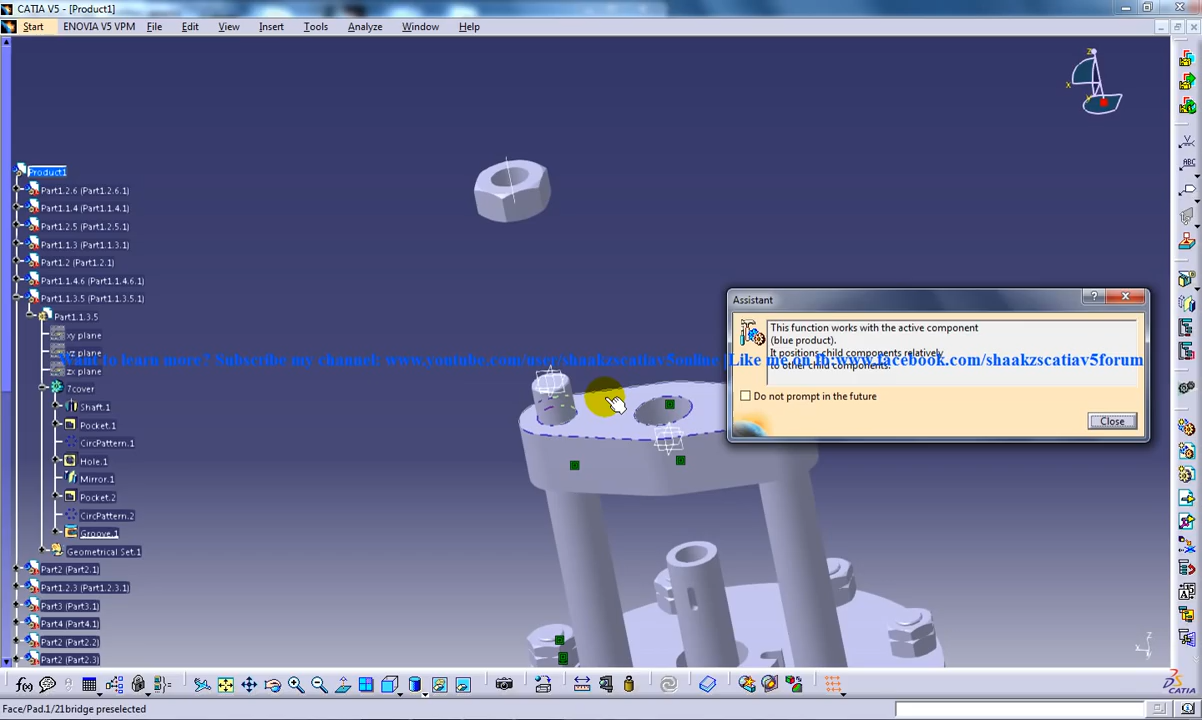 CATIA V5 - [Product1]
Start ENOVIA V5 VPM File Edit View Insert Tools Analyze Window Help
Z
X
Product1
Part1.2.6 (Part1.2.6.1)
Part1.1.4 (Part1.1.4.1)
Part1.2.5 (Part1.2.5.1)
Part1.1.3 (Part1.1.3.1)
Part1.2 (Part1.2.1)
Part1.1.4.6 (Part1.1.4.6.1)
Part1.1.3.5 (Part1.1.3.5.1)
Part1.1.3.5
xy plane
yz plane
Want to learn more? Subscribe my channel: www.youtube.com/user/shaakzscatiav5online |Like me on fb:www.facebook.com/shaakzscatiav5forum
zx plane
7cover
Shaft.1
Pocket.1
CircPattern.1
Hole.1
Mirror.1
Pocket.2
CircPattern.2
Groove.1
Geometrical Set.1
Part2 (Part2.1)
Part1.2.3 (Part1.2.3.1)
Part3 (Part3.1)
Part4 (Part4.1)
Part2 (Part2.2)
Part2 (Part2.3)
Assistant
This function works with the active component
(blue product).
It positions child components relatively
to other child components.
Do not prompt in the future
Close
ABC
f(x)
DS
CATIA
Face/Pad.1/21bridge preselected